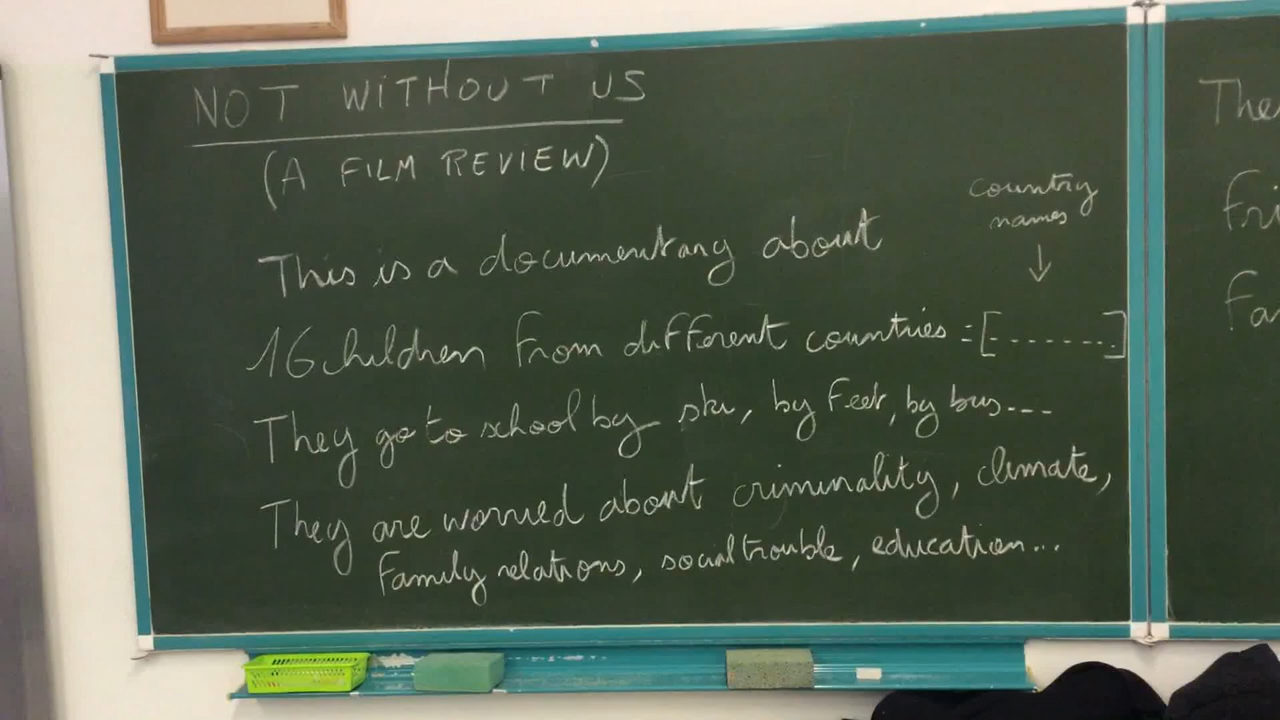 NOT WITHOUT US
(A FILM REVIEW)
country
names
↓
This is a documentary about
16 children from different countries = [........]
They go to school by ski, by feet, by bus...
They are worried about criminality, climate,
Family relations, social trouble, education...
The
Fri
Fa